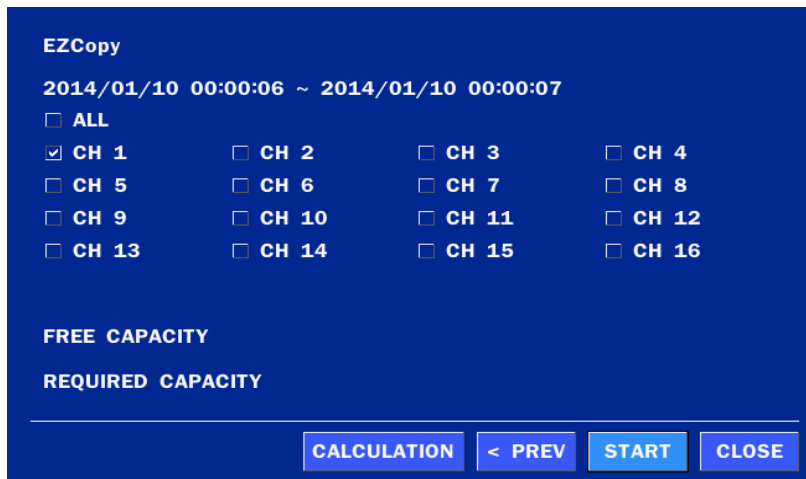 EZCopy
2014/01/10 00:00:06 ~ 2014/01/10 00:00:07
ALL
CH 1 CH 2 CH 3 CH 4
CH 5 CH 6 CH 7 CH 8
CH 9 CH 10 CH 11 CH 12
CH 13 CH 14 CH 15 CH 16
FREE CAPACITY
REQUIRED CAPACITY
CALCULATION < PREV START CLOSE